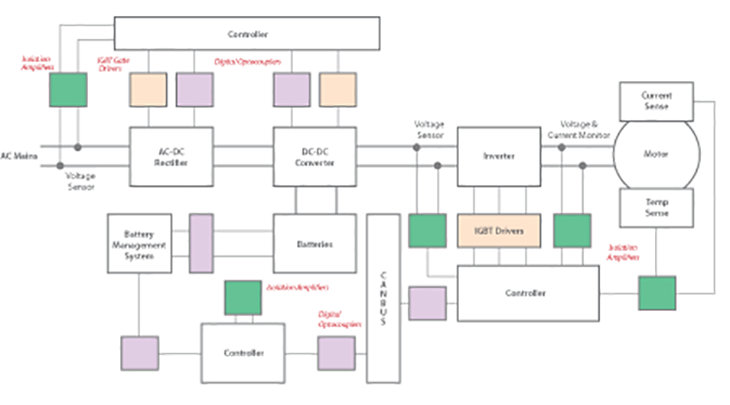 Controller
Isolation
Amplifiers
IGBT Gate
Drivers
Digital Optocouplers
Current
Sense
Voltage
Sensor
Voltage &
Current Monitor
AC Mains
AC-DC
Rectifier
DC-DC
Converter
Inverter
Motor
Voltage
Sensor
Temp
Sense
Battery
Management
System
Batteries
IGBT Drivers
Isolation
Amplifiers
CANBUS
Isolation Amplifiers
Controller
Digital
Optocouplers
Controller